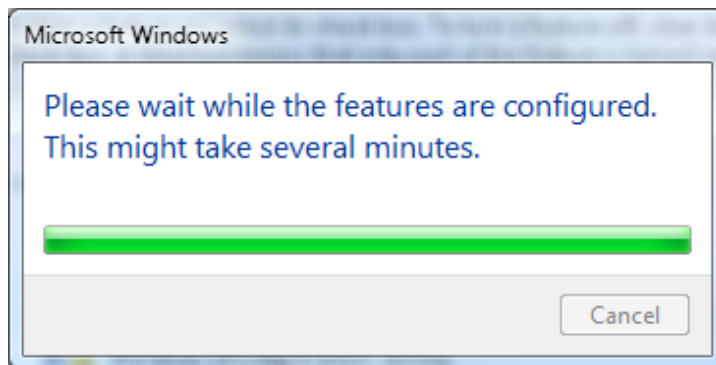 Microsoft Windows
Please wait while the features are configured.
This might take several minutes.
Cancel